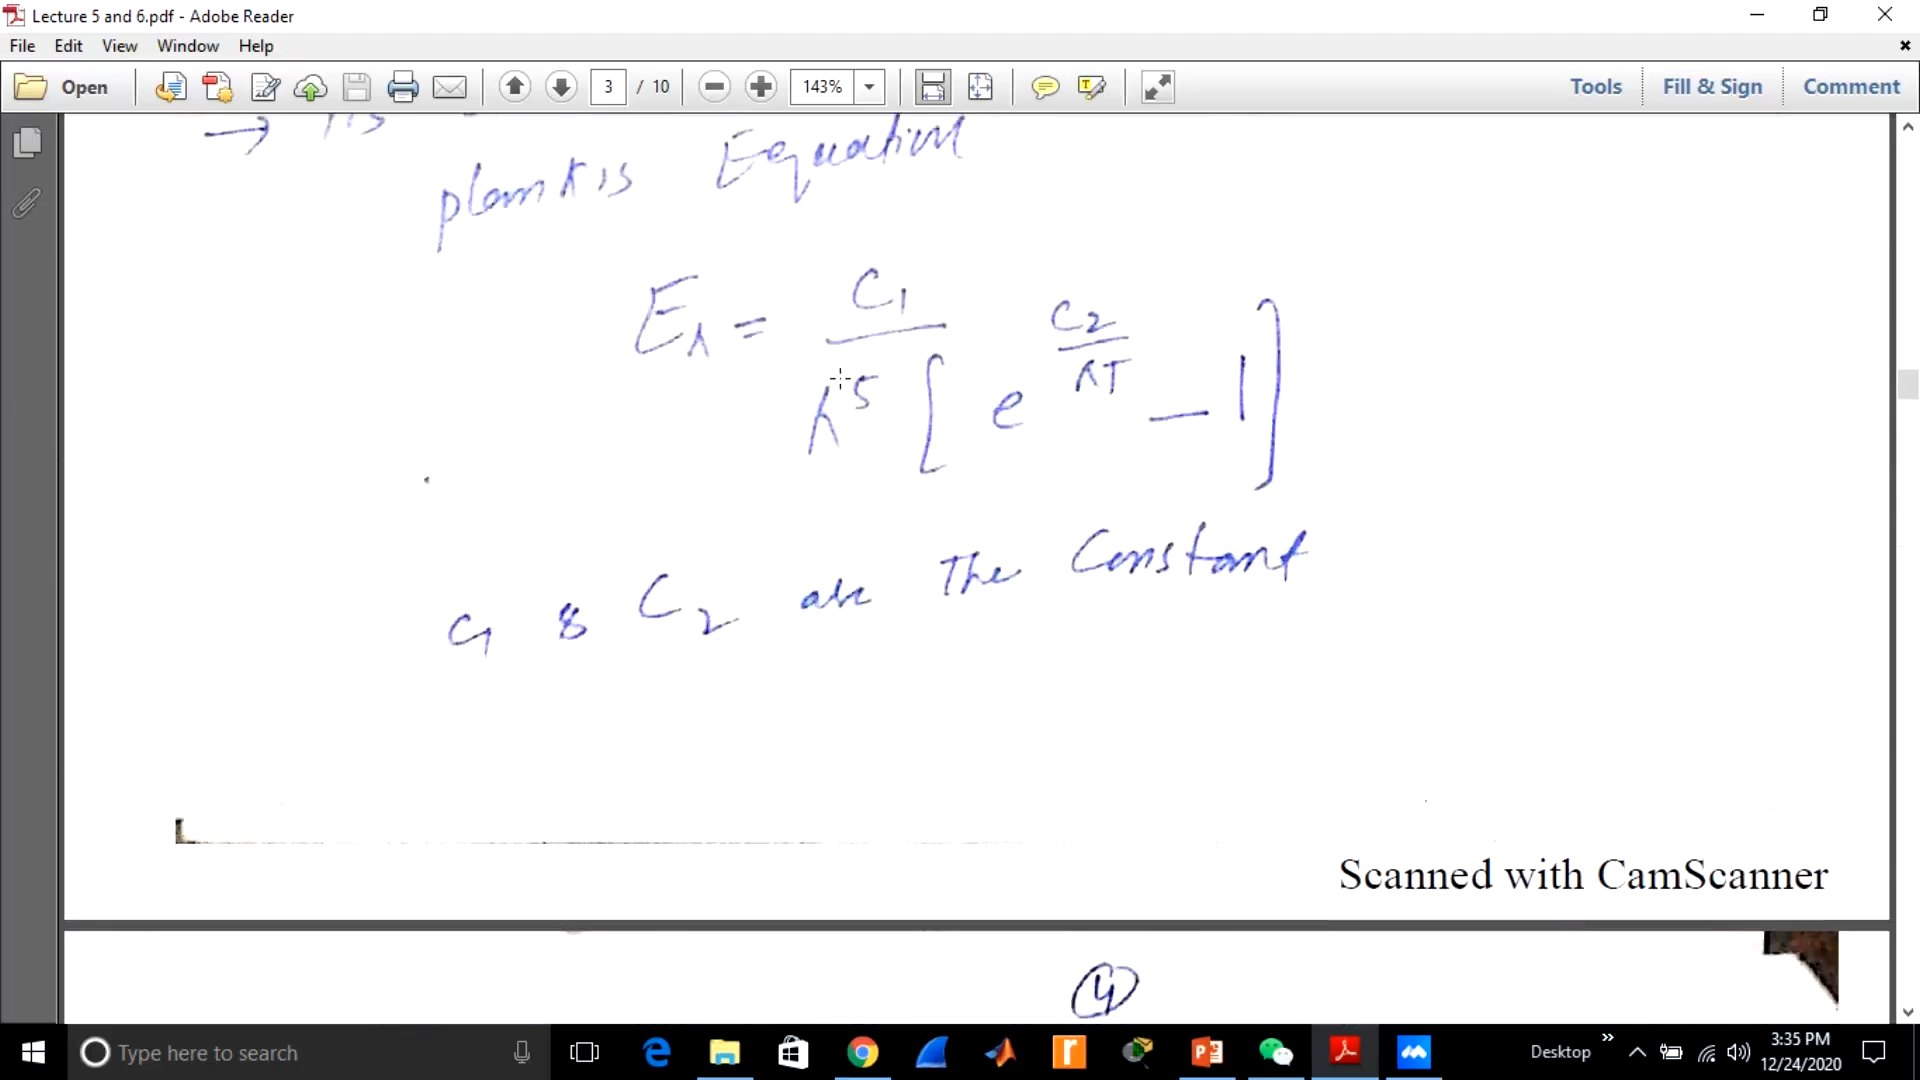 Lecture 5 and 6.pdf - Adobe Reader
File Edit View Window Help
Open 3 / 10 143% Tools Fill & Sign Comment
→
plank's Equation
Eλ = C1 / λ^5 [ e^(C2/λT) - 1 ]
C1 & C2 are The Constant
Scanned with CamScanner
4
Type here to search
Desktop
3:35 PM
12/24/2020